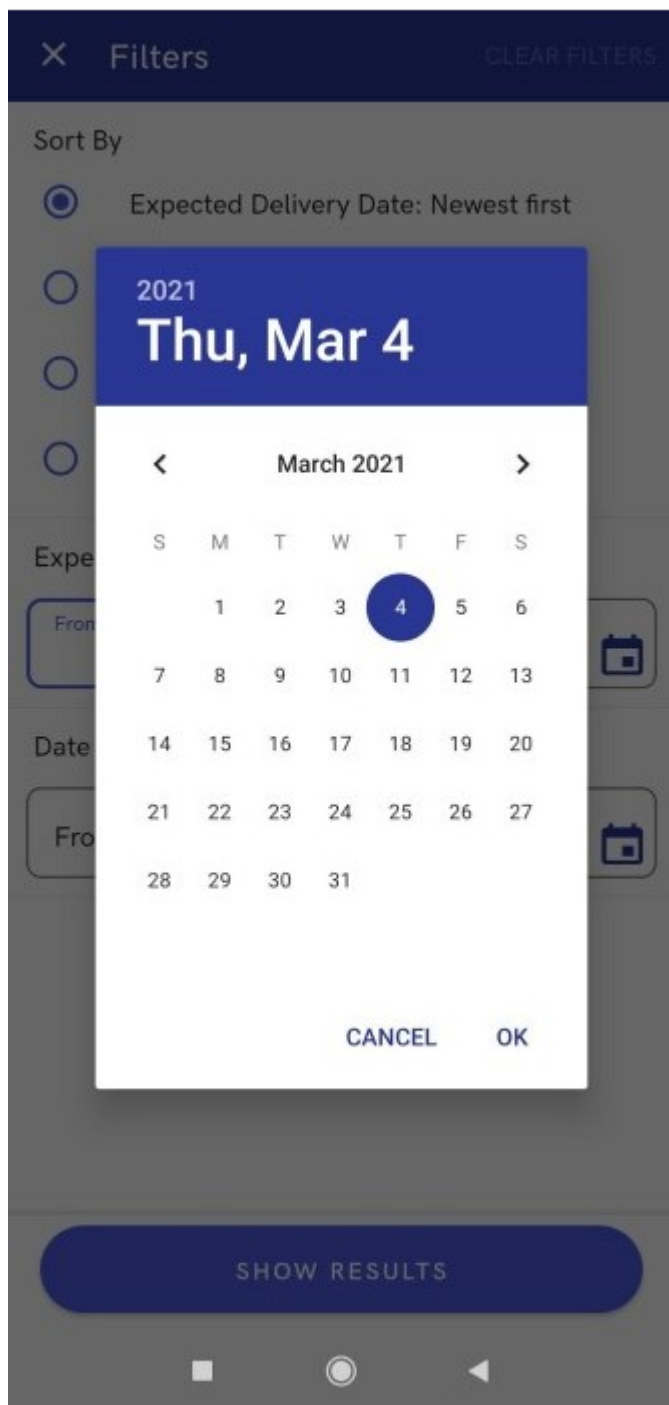 Filters CLEAR FILTERS
Sort By
Expected Delivery Date: Newest first
2021
Thu, Mar 4
March 2021
S M T W T F S
1 2 3 4 5 6
7 8 9 10 11 12 13
14 15 16 17 18 19 20
21 22 23 24 25 26 27
28 29 30 31
Expe
From
Date
Fro
CANCEL OK
SHOW RESULTS